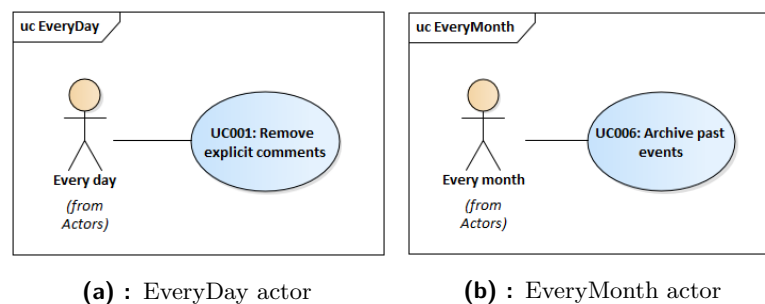 uc EveryDay
UC001: Remove
explicit comments
Every day
(from
Actors)
(a) : EveryDay actor
uc EveryMonth
UC006: Archive past
events
Every month
(from
Actors)
(b) : EveryMonth actor